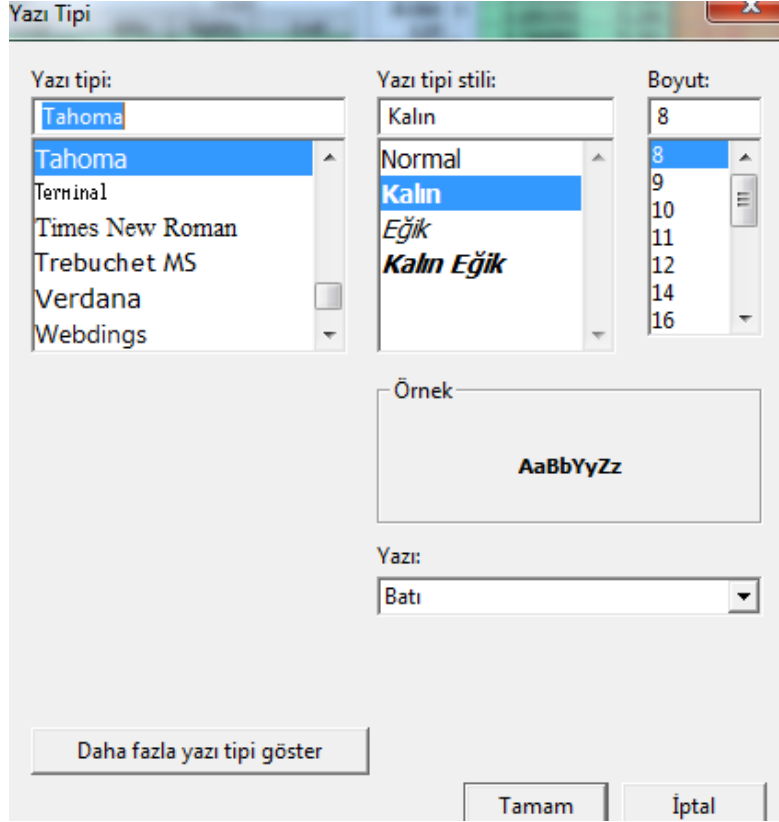 Yazı Tipi
Yazı tipi:
Tahoma
Tahoma
Terminal
Times New Roman
Trebuchet MS
Verdana
Webdings
Yazı tipi stili:
Kalın
Normal
Kalın
Eğik
Kalın Eğik
Boyut:
8
8
9
10
11
12
14
16
Örnek
AaBbYyZz
Yazı:
Batı
Daha fazla yazı tipi göster
Tamam
İptal